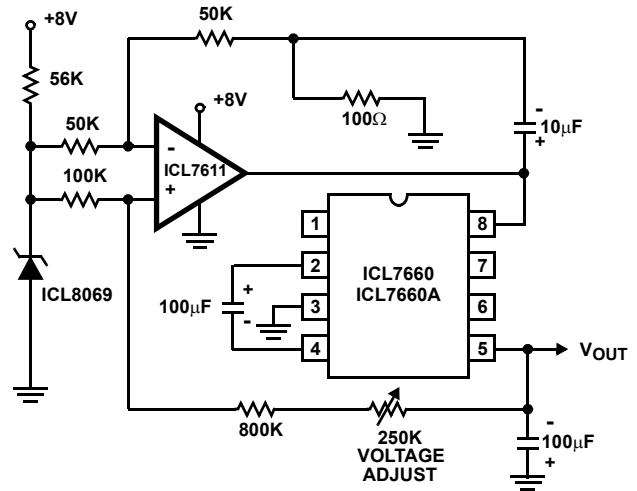 +8V
56K
50K
100K
ICL8069
50K
+8V
-
+
ICL7611
100Ω
-
+
10µF
100µF
+
-
1
2
3
4
8
7
6
5
ICL7660
ICL7660A
VOUT
800K
250K
VOLTAGE
ADJUST
-
+
100µF